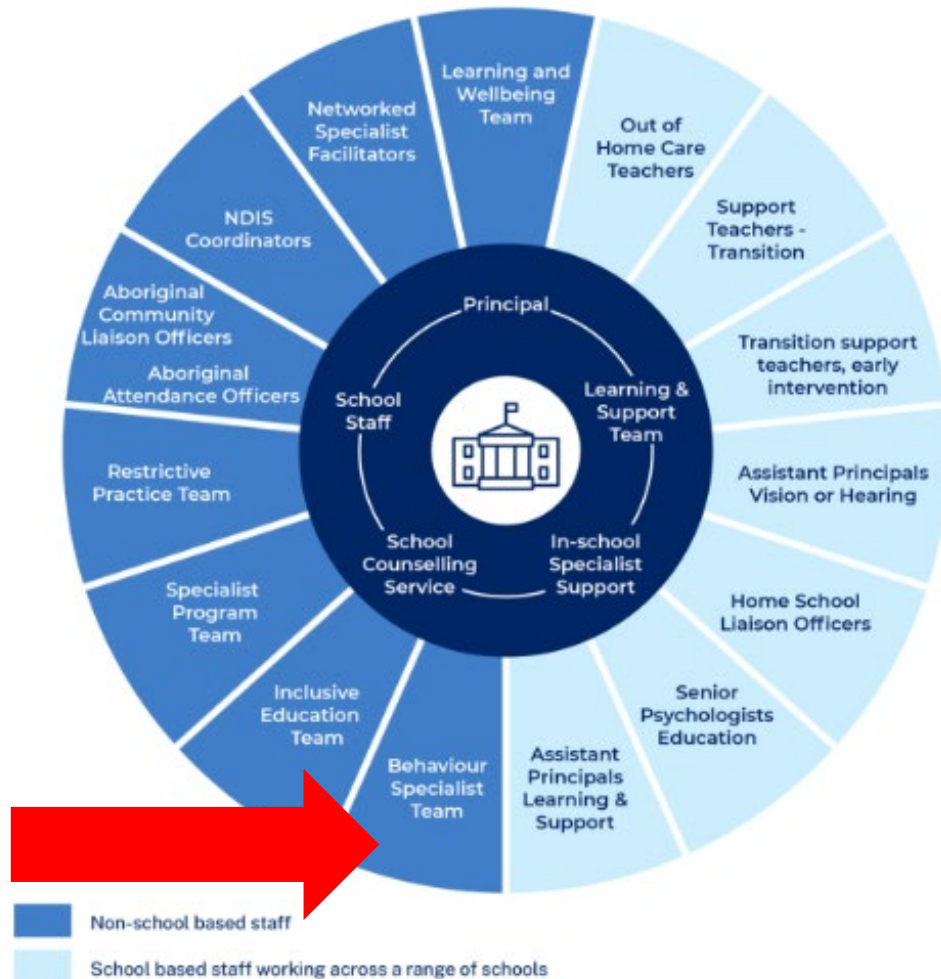 Learning and
Wellbeing
Team
Out of
Home Care
Teachers
Support
Teachers -
Transition
Transition support
teachers, early
intervention
Assistant Principals
Vision or Hearing
Home School
Liaison Officers
Senior
Psychologists
Education
Assistant
Principals
Learning &
Support
Behaviour
Specialist
Team
Inclusive
Education
Team
Specialist
Program
Team
Restrictive
Practice Team
Aboriginal
Community
Liaison Officers
Aboriginal
Attendance Officers
NDIS
Coordinators
Networked
Specialist
Facilitators
Principal
Learning &
Support
Team
In-school
Specialist
Support
School
Counselling
Service
School
Staff
Non-school based staff
School based staff working across a range of schools